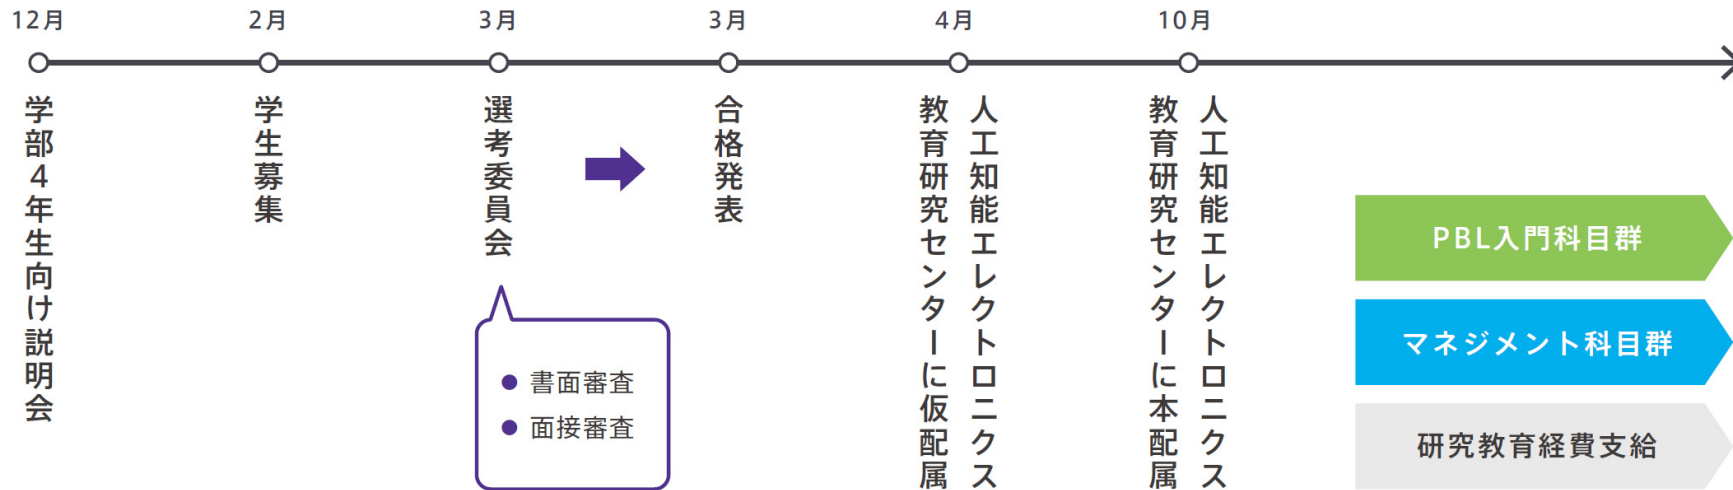 12月
2月
3月
3月
4月
10月
学部４年生向け説明会
学生募集
選考委員会
合格発表
人工知能エレクトロニクス
教育研究センターに仮配属
人工知能エレクトロニクス
教育研究センターに本配属
● 書面審査
● 面接審査
PBL入門科目群
マネジメント科目群
研究教育経費支給